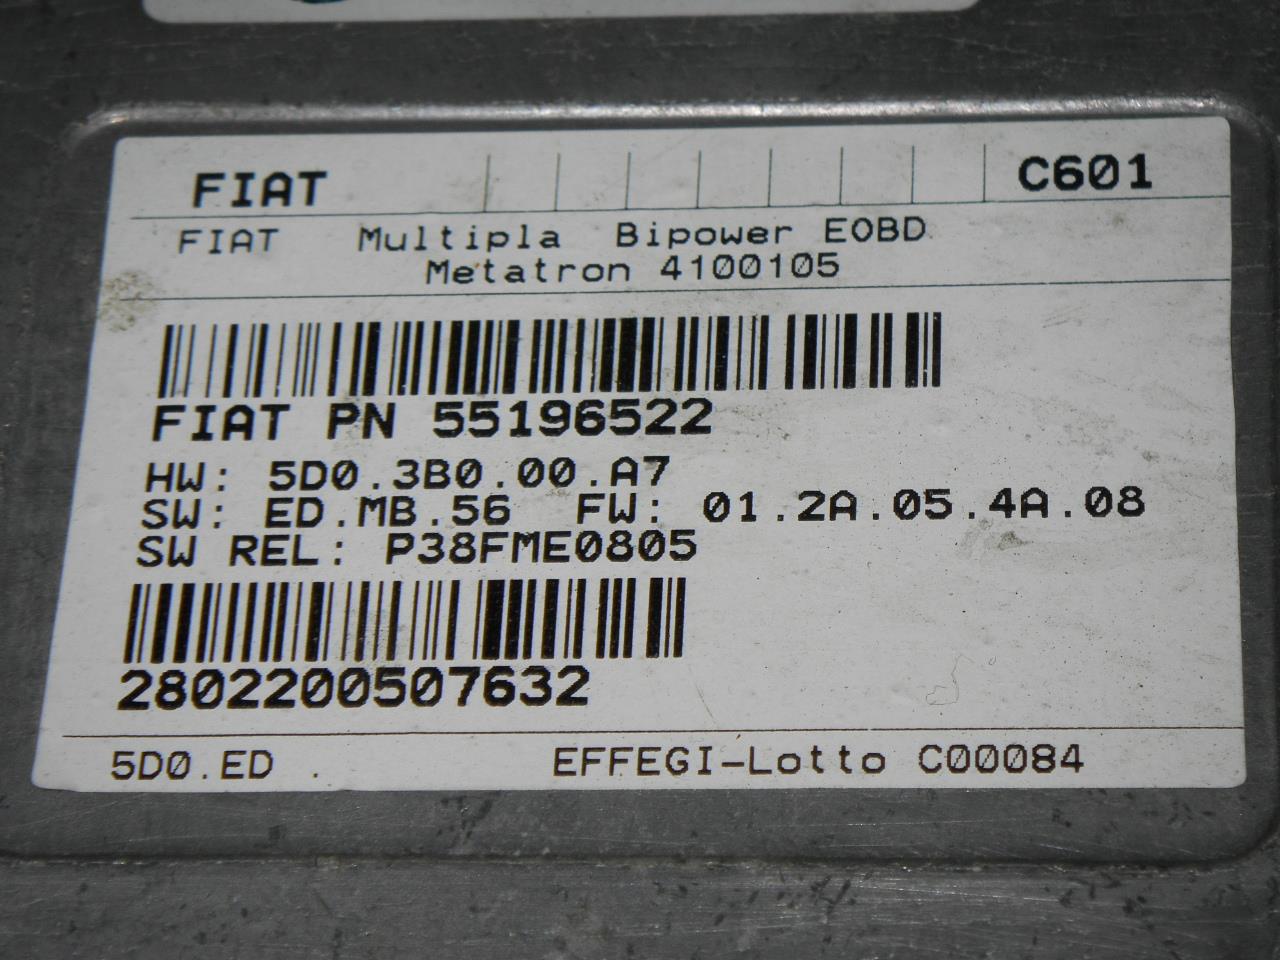 FIAT C601
FIAT Multipla Bipower EOBD
Metatron 4100105
FIAT PN 55196522
HW: 5D0.3B0.00.A7
SW: ED.MB.56 FW: 01.2A.05.4A.08
SW REL: P38FME0805
2802200507632
5D0.ED . EFFEGI-Lotto C00084